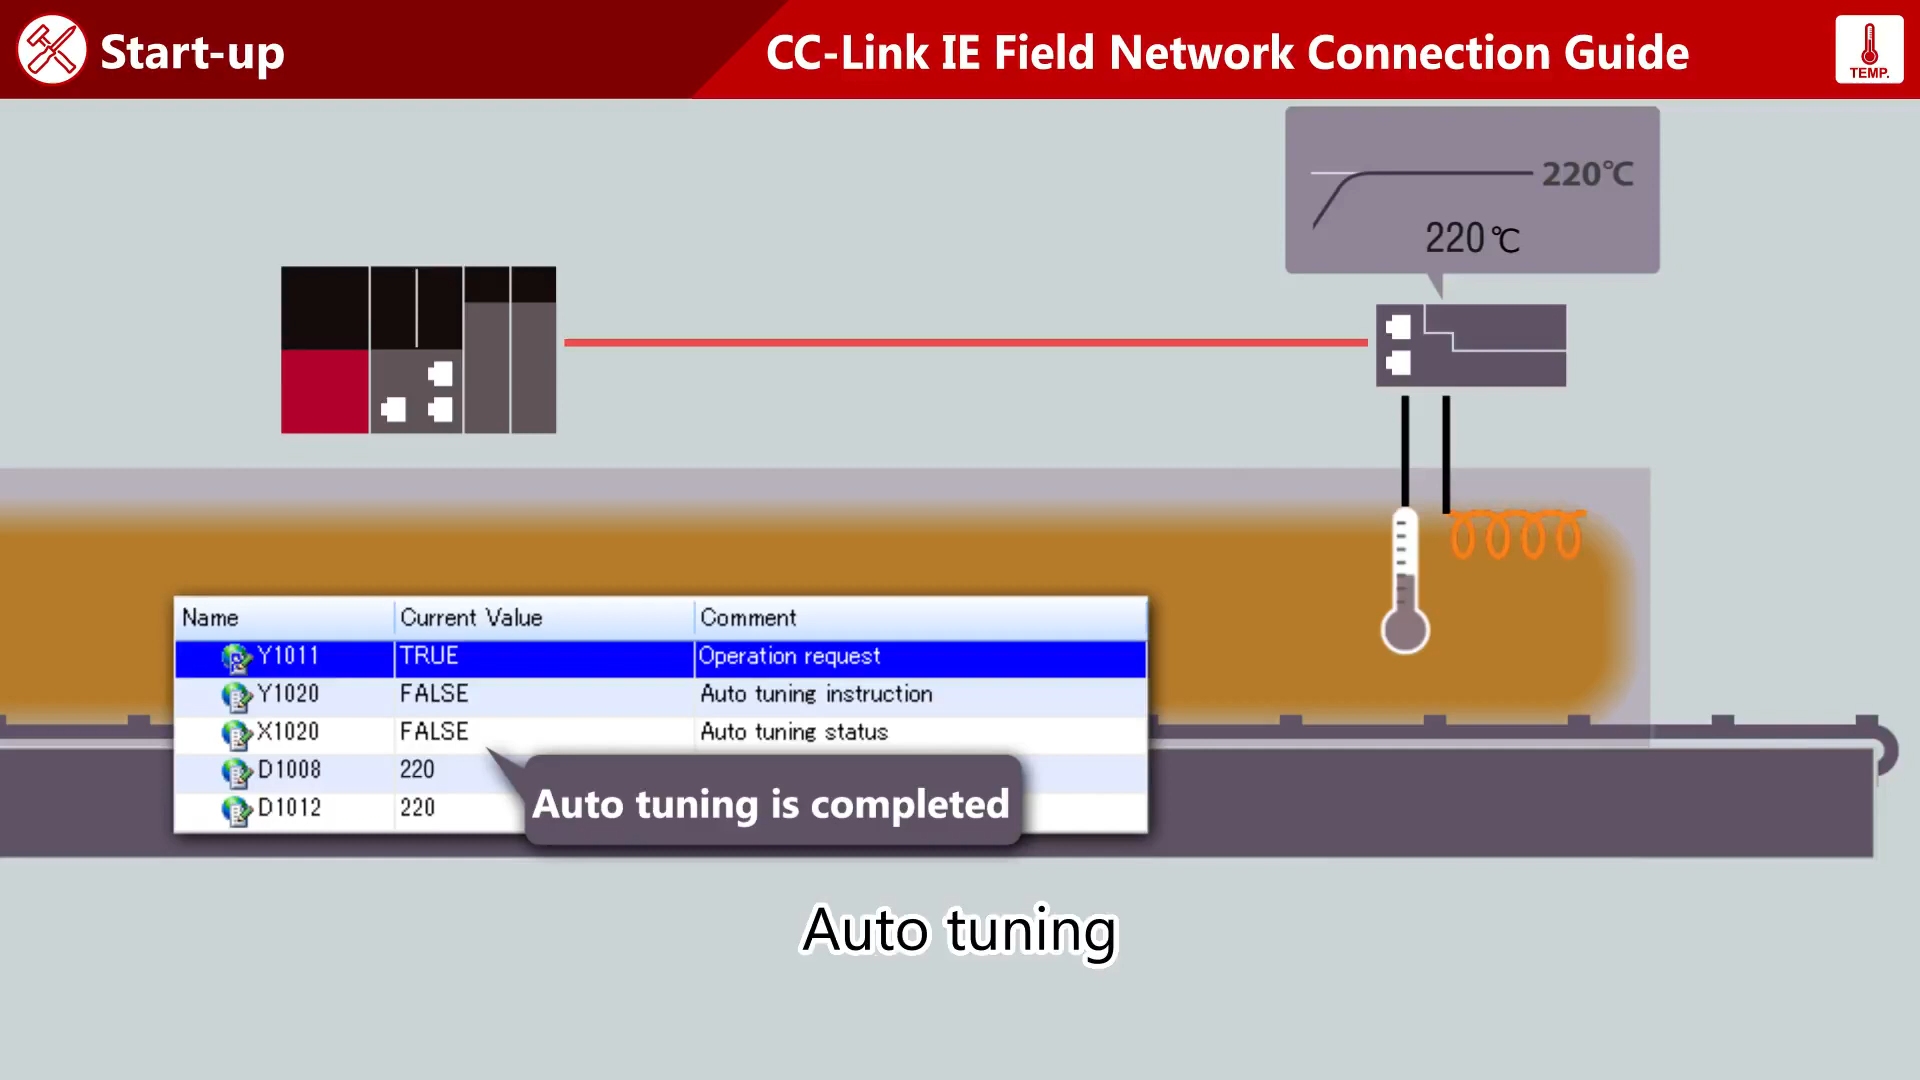 Start-up
CC-Link IE Field Network Connection Guide
TEMP.
220℃
220℃
Name Current Value Comment
Y1011 TRUE Operation request
Y1020 FALSE Auto tuning instruction
X1020 FALSE Auto tuning status
D1008 220
D1012 220
Auto tuning is completed
Auto tuning